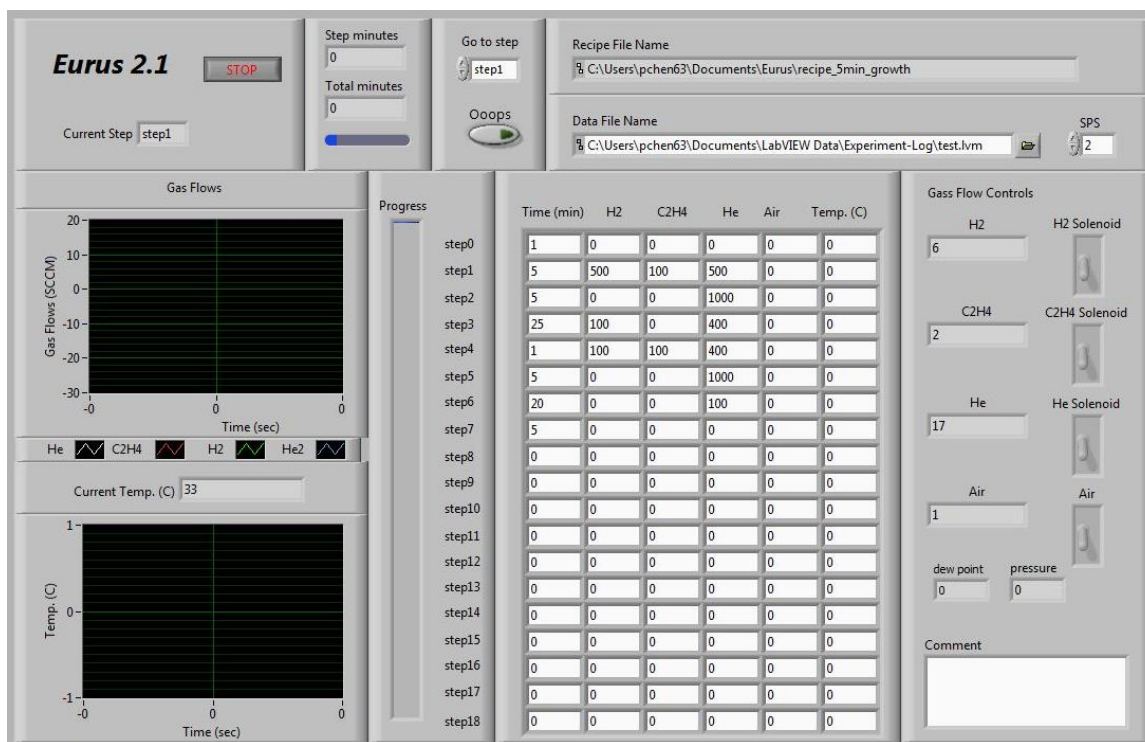 Eurus 2.1
STOP
Current Step step1
Step minutes
0
Total minutes
0
Go to step
step1
Ooops
Recipe File Name
C:\Users\pchen63\Documents\Eurus\recipe_5min_growth
Data File Name
C:\Users\pchen63\Documents\LabVIEW Data\Experiment-Log\test.lvm
SPS
2
Gas Flows
Gas Flows (SCCM)
20
10
0
-10
-20
-30
-0 0 0
Time (sec)
He C2H4 H2 He2
Current Temp. (C) 33
Temp. (C)
1
0
-1
-0 0 0
Time (sec)
Progress
Time (min) H2 C2H4 He Air Temp. (C)
step0 1 0 0 0 0 0
step1 5 500 100 500 0 0
step2 5 0 0 1000 0 0
step3 25 100 0 400 0 0
step4 1 100 100 400 0 0
step5 5 0 0 1000 0 0
step6 20 0 0 100 0 0
step7 5 0 0 0 0 0
step8 0 0 0 0 0 0
step9 0 0 0 0 0 0
step10 0 0 0 0 0 0
step11 0 0 0 0 0 0
step12 0 0 0 0 0 0
step13 0 0 0 0 0 0
step14 0 0 0 0 0 0
step15 0 0 0 0 0 0
step16 0 0 0 0 0 0
step17 0 0 0 0 0 0
step18 0 0 0 0 0 0
Gass Flow Controls
H2 H2 Solenoid
6
C2H4 C2H4 Solenoid
2
He He Solenoid
17
Air Air
1
dew point pressure
0 0
Comment